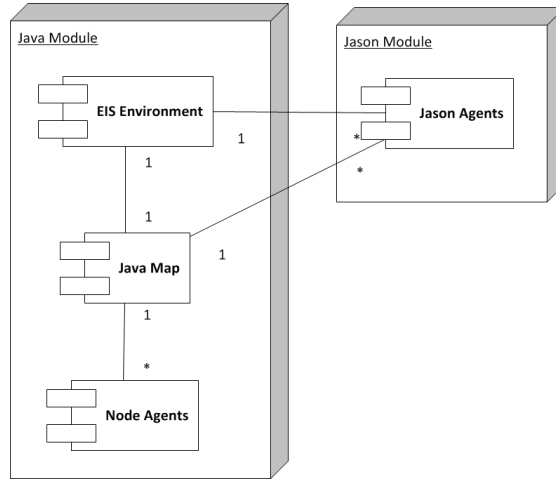 Java Module
Jason Module
EIS Environment
Jason Agents
1
*
1
*
1
1
Java Map
1
*
Node Agents